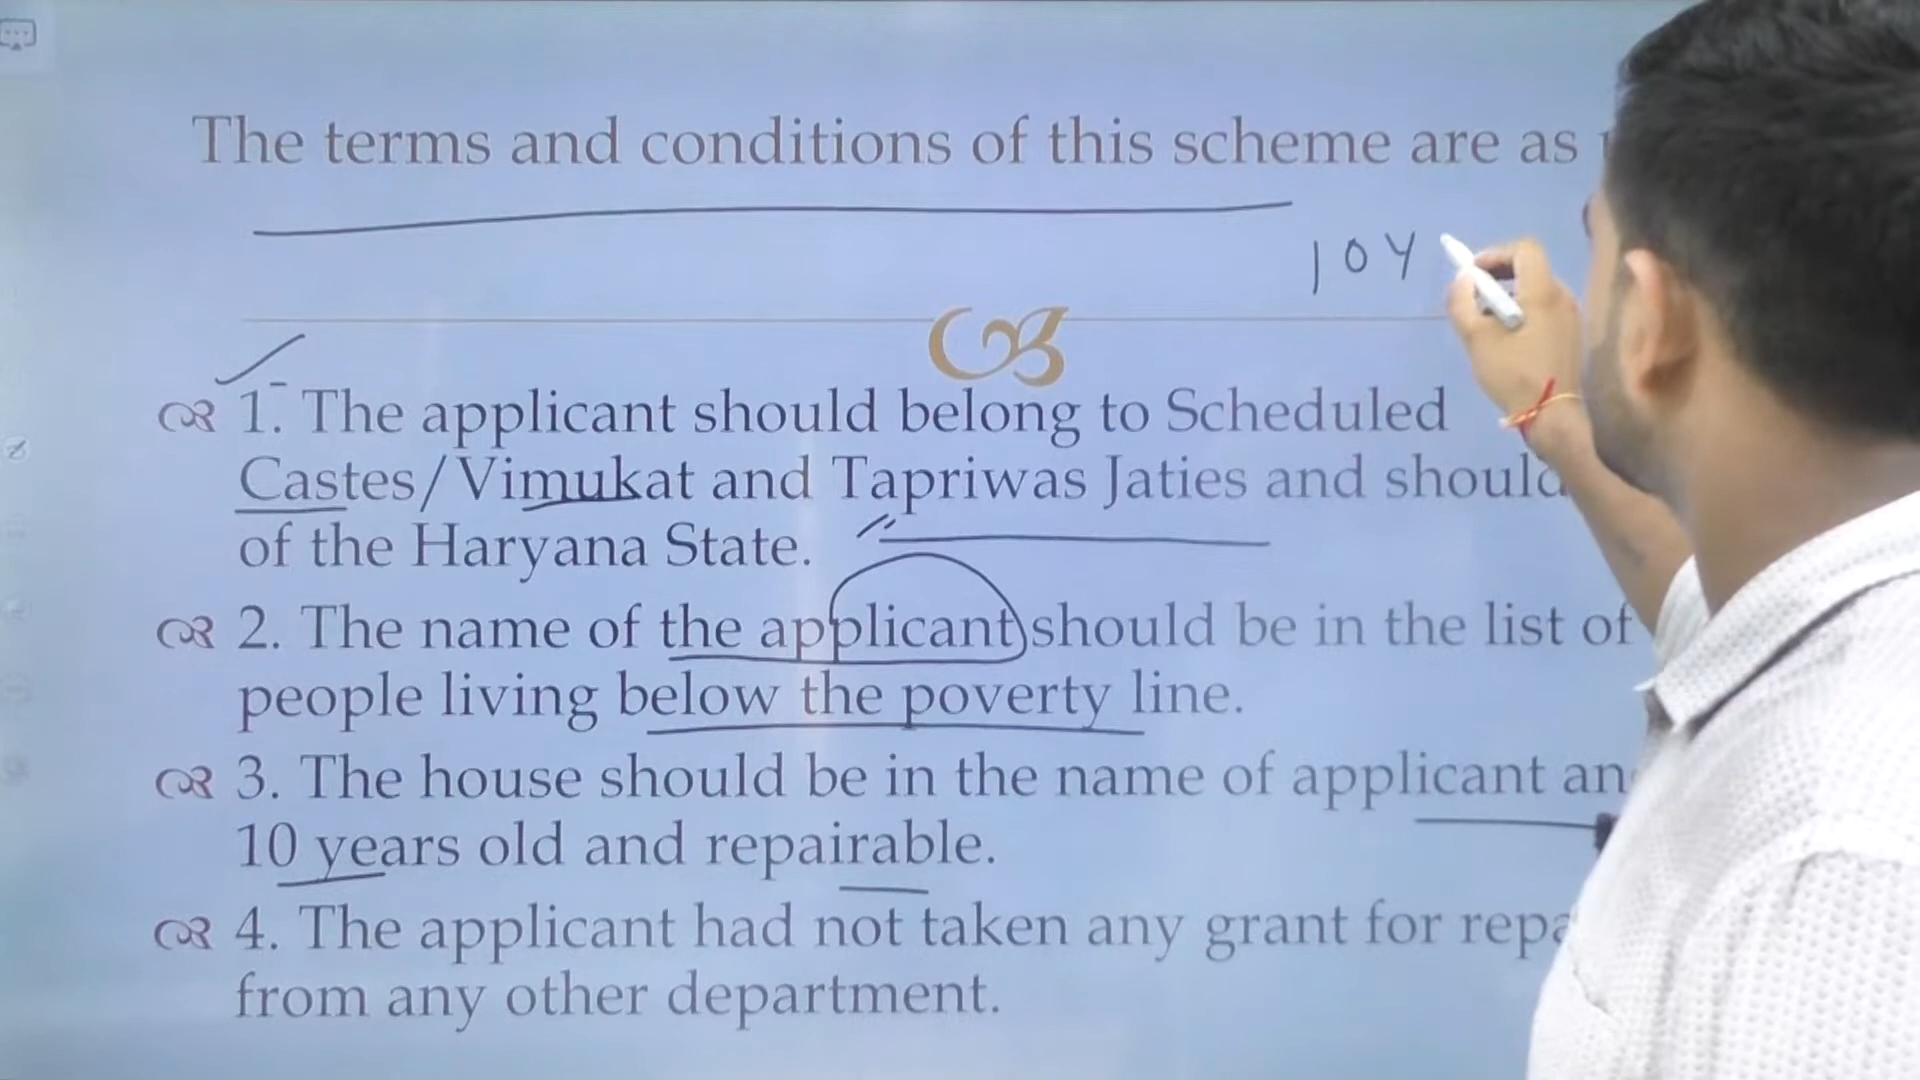 The terms and conditions of this scheme are as
10 Y
1. The applicant should belong to Scheduled
Castes/Vimukat and Tapriwas Jaties and should
of the Haryana State.
2. The name of the applicant should be in the list of
people living below the poverty line.
3. The house should be in the name of applicant
10 years old and repairable.
4. The applicant had not taken any grant for
from any other department.